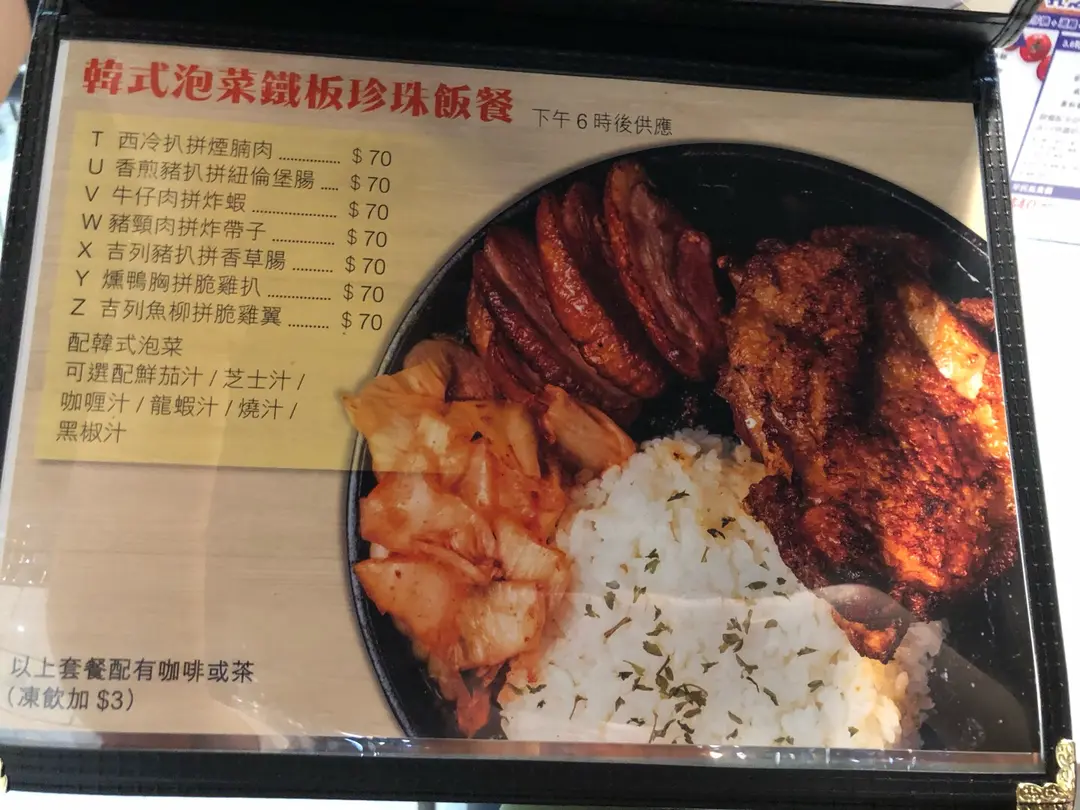 韓式泡菜鐵板珍珠飯餐 下午6時後供應
T 西冷扒拼煙腩肉 ............... $70
U 香煎豬扒拼紐倫堡腸 ..... $70
V 牛仔肉拼炸蝦 .................... $70
W 豬頸肉拼炸帶子 ............... $70
X 吉列豬扒拼香草腸 .......... $70
Y 燻鴨胸拼脆雞扒 ............... $70
Z 吉列魚柳拼脆雞翼 .......... $70
配韓式泡菜
可選配鮮茄汁 / 芝士汁 /
咖喱汁 / 龍蝦汁 / 燒汁 /
黑椒汁
以上套餐配有咖啡或茶
（凍飲加 $3）